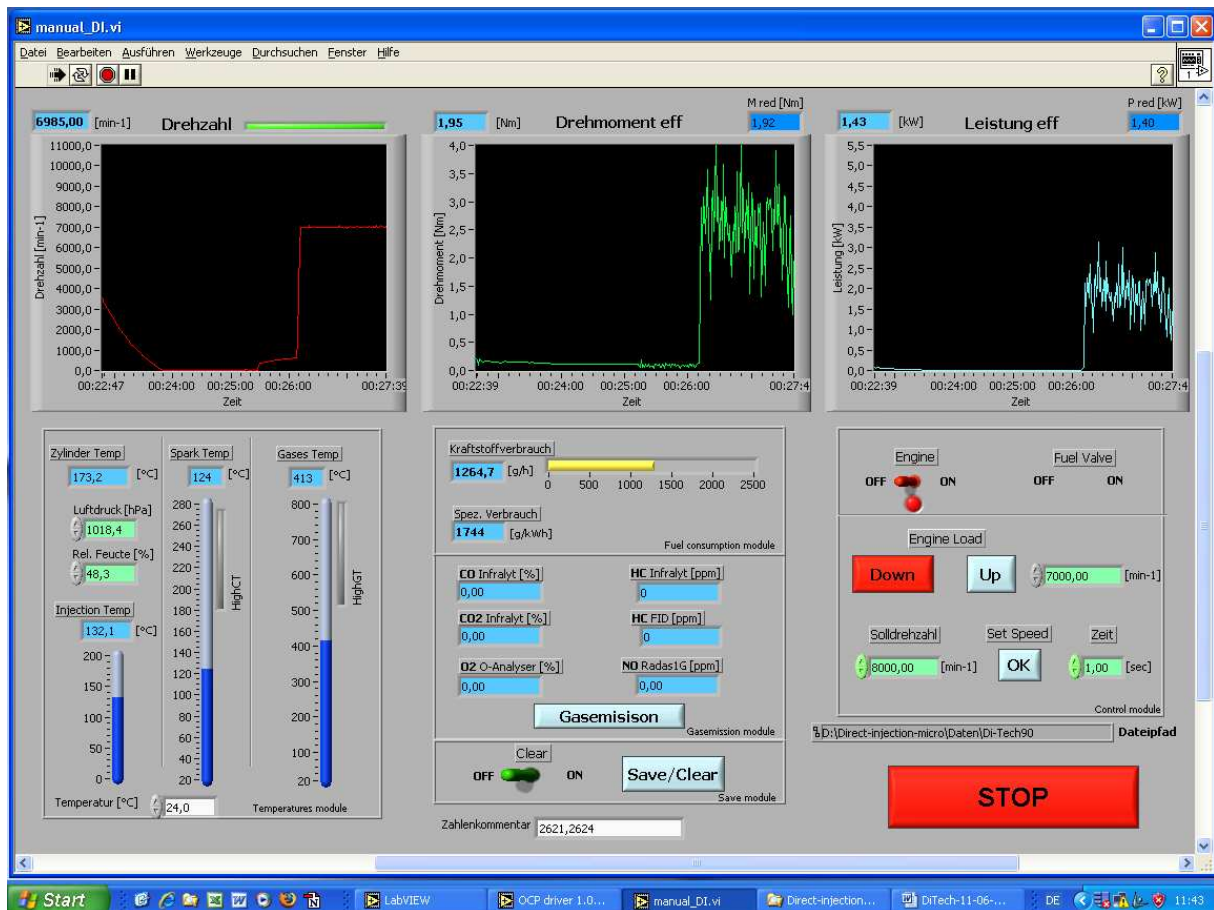 manual_DI.vi
Datei Bearbeiten Ausführen Werkzeuge Durchsuchen Fenster Hilfe
6985,00 [min-1] Drehzahl
11000,0
10000,0
9000,0
8000,0
7000,0
6000,0
5000,0
4000,0
3000,0
2000,0
1000,0
0,0
Drehzahl [min-1]
00:22:47 00:24:00 00:25:00 00:26:00 00:27:39
Zeit
M red [Nm]
1,95 [Nm] Drehmoment eff 1,92
4,0
3,5
3,0
2,5
2,0
1,5
1,0
0,5
0,0
Drehmoment [Nm]
00:22:39 00:24:00 00:25:00 00:26:00 00:27:4
Zeit
P red [kW]
1,43 [kW] Leistung eff 1,40
5,5
5,0
4,5
4,0
3,5
3,0
2,5
2,0
1,5
1,0
0,5
0,0
Leistung [kW]
00:22:39 00:24:00 00:25:00 00:26:00 00:27:4
Zeit
Zylinder Temp
173,2 [°C]
Luftdruck [hPa]
1018,4
Rel. Feuchte [%]
48,3
Injection Temp
132,1 [°C]
200
150
100
50
0
Temperatur [°C] 24,0
Spark Temp
124 [°C]
280
260
240
220
200
180
160
140
120
100
80
60
40
20
HighCT
Gases Temp
413 [°C]
800
700
600
500
400
300
200
100
20
HighGT
Temperatures module
Kraftstoffverbrauch
1264,7 [g/h]
0 500 1000 1500 2000 2500
Spez. Verbrauch
1744 [g/kWh]
Fuel consumption module
CO Infralyt [%] HC Infralyt [ppm]
0,00 0
CO2 Infralyt [%] HC FID [ppm]
0,00 0
O2 O-Analyser [%] NO Radas1G [ppm]
0,00 0,00
Gasemisison
Gasemission module
Clear
OFF ON Save/Clear
Save module
Zahlenkommentar 2621,2624
Engine Fuel Valve
OFF ON OFF ON
Engine Load
Down Up 7000,00 [min-1]
Solldrehzahl Set Speed Zeit
8000,00 [min-1] OK 1,00 [sec]
Control module
D:\Direct-injection-micro\Daten\Di-Tech90 Dateipfad
STOP
Start LabVIEW OCP driver 1.0... manual_DI.vi Direct-injection... DiTech-11-06-... DE 11:43